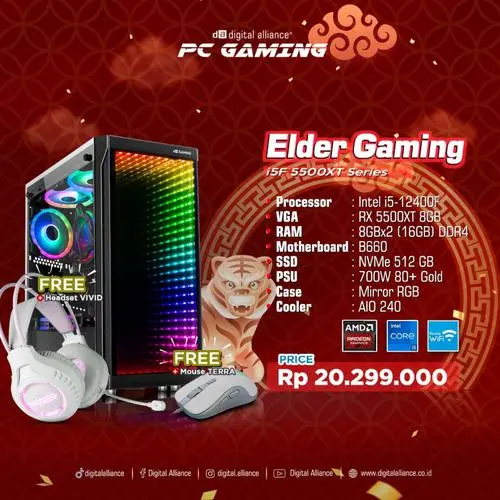 da digital alliance®
PC GAMING
Elder Gaming
i5F 5500XT Series
Processor : Intel i5-12400F
VGA : RX 5500XT 8GB
RAM : 8GBx2 (16GB) DDR4
Motherboard : B660
SSD : NVMe 512 GB
PSU : 700W 80+ Gold
Case : Mirror RGB
Cooler : AIO 240
FREE
+ Headset VIVID
FREE
+ Mouse TERRA
AMD
RADEON
GRAPHICS
intel
CORE
i5
Ready
WiFi
PRICE
Rp 20.299.000
digitalalliance
Digital Alliance
digital.alliance
Digital Alliance
www.digitalalliance.co.id